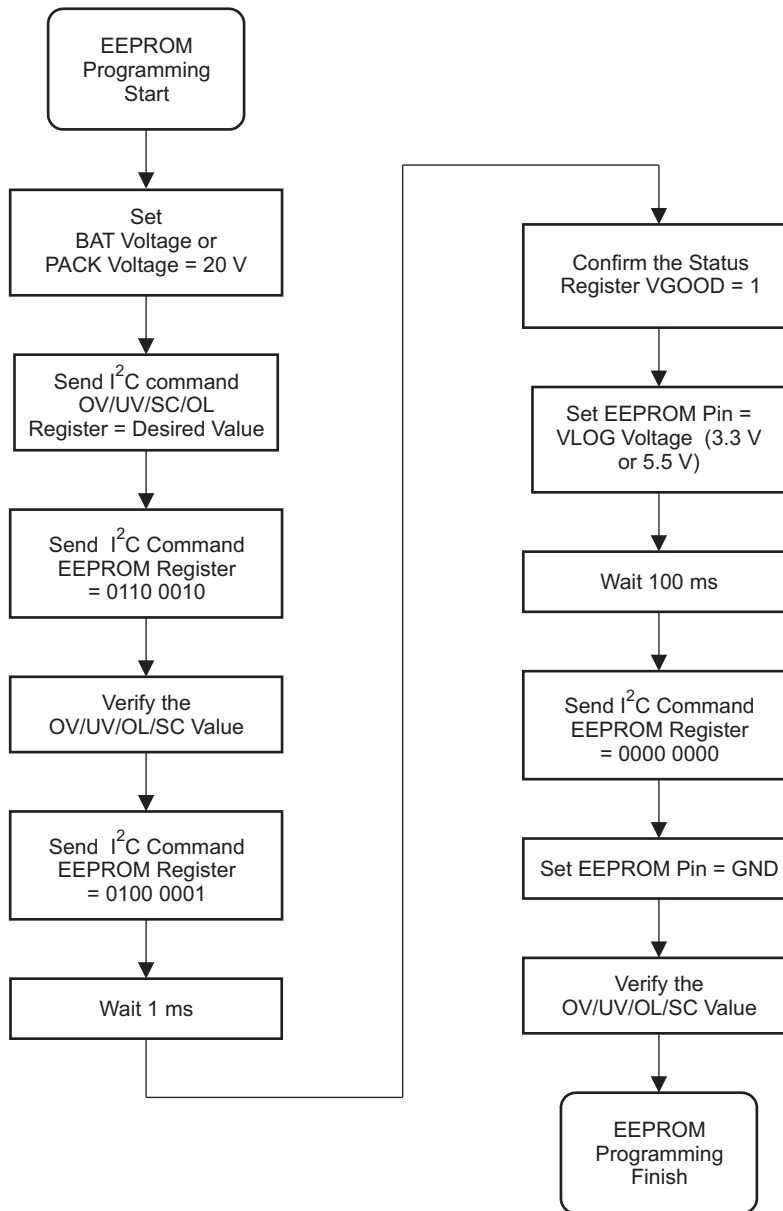 EEPROM
Programming
Start
Set
BAT Voltage or
PACK Voltage = 20 V
Send I²C command
OV/UV/SC/OL
Register = Desired Value
Send I²C Command
EEPROM Register
= 0110 0010
Verify the
OV/UV/OL/SC Value
Send I²C Command
EEPROM Register
= 0100 0001
Wait 1 ms
Confirm the Status
Register VGOOD = 1
Set EEPROM Pin =
VLOG Voltage (3.3 V
or 5.5 V)
Wait 100 ms
Send I²C Command
EEPROM Register
= 0000 0000
Set EEPROM Pin = GND
Verify the
OV/UV/OL/SC Value
EEPROM
Programming
Finish